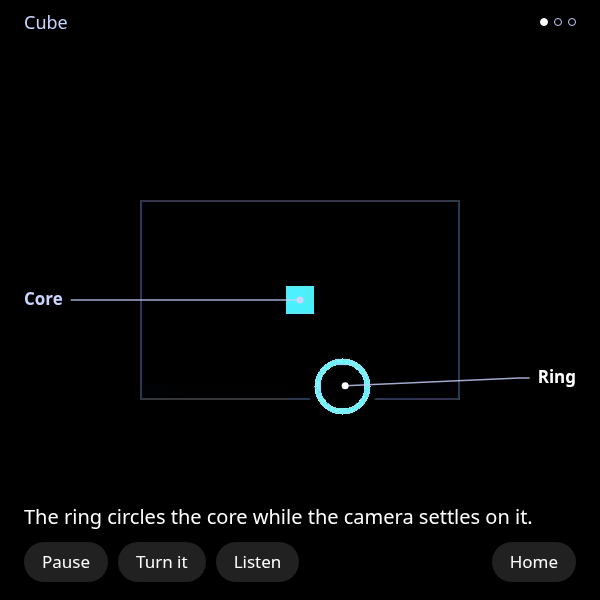 Cube
Core
Ring
The ring circles the core while the camera settles on it.
Pause
Turn it
Listen
Home